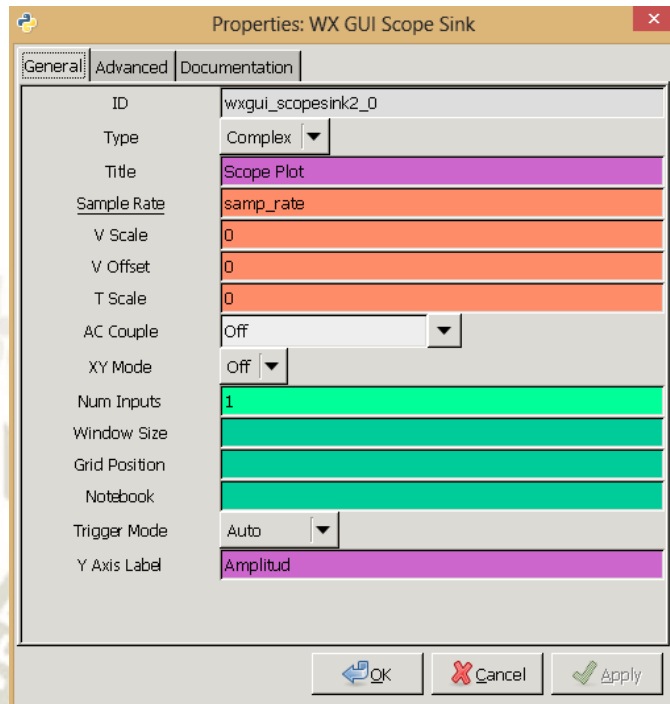 Properties: WX GUI Scope Sink
General Advanced Documentation
ID wxgui_scopesink2_0
Type Complex
Title Scope Plot
Sample Rate samp_rate
V Scale 0
V Offset 0
T Scale 0
AC Couple Off
XY Mode Off
Num Inputs 1
Window Size
Grid Position
Notebook
Trigger Mode Auto
Y Axis Label Amplitud
OK Cancel Apply